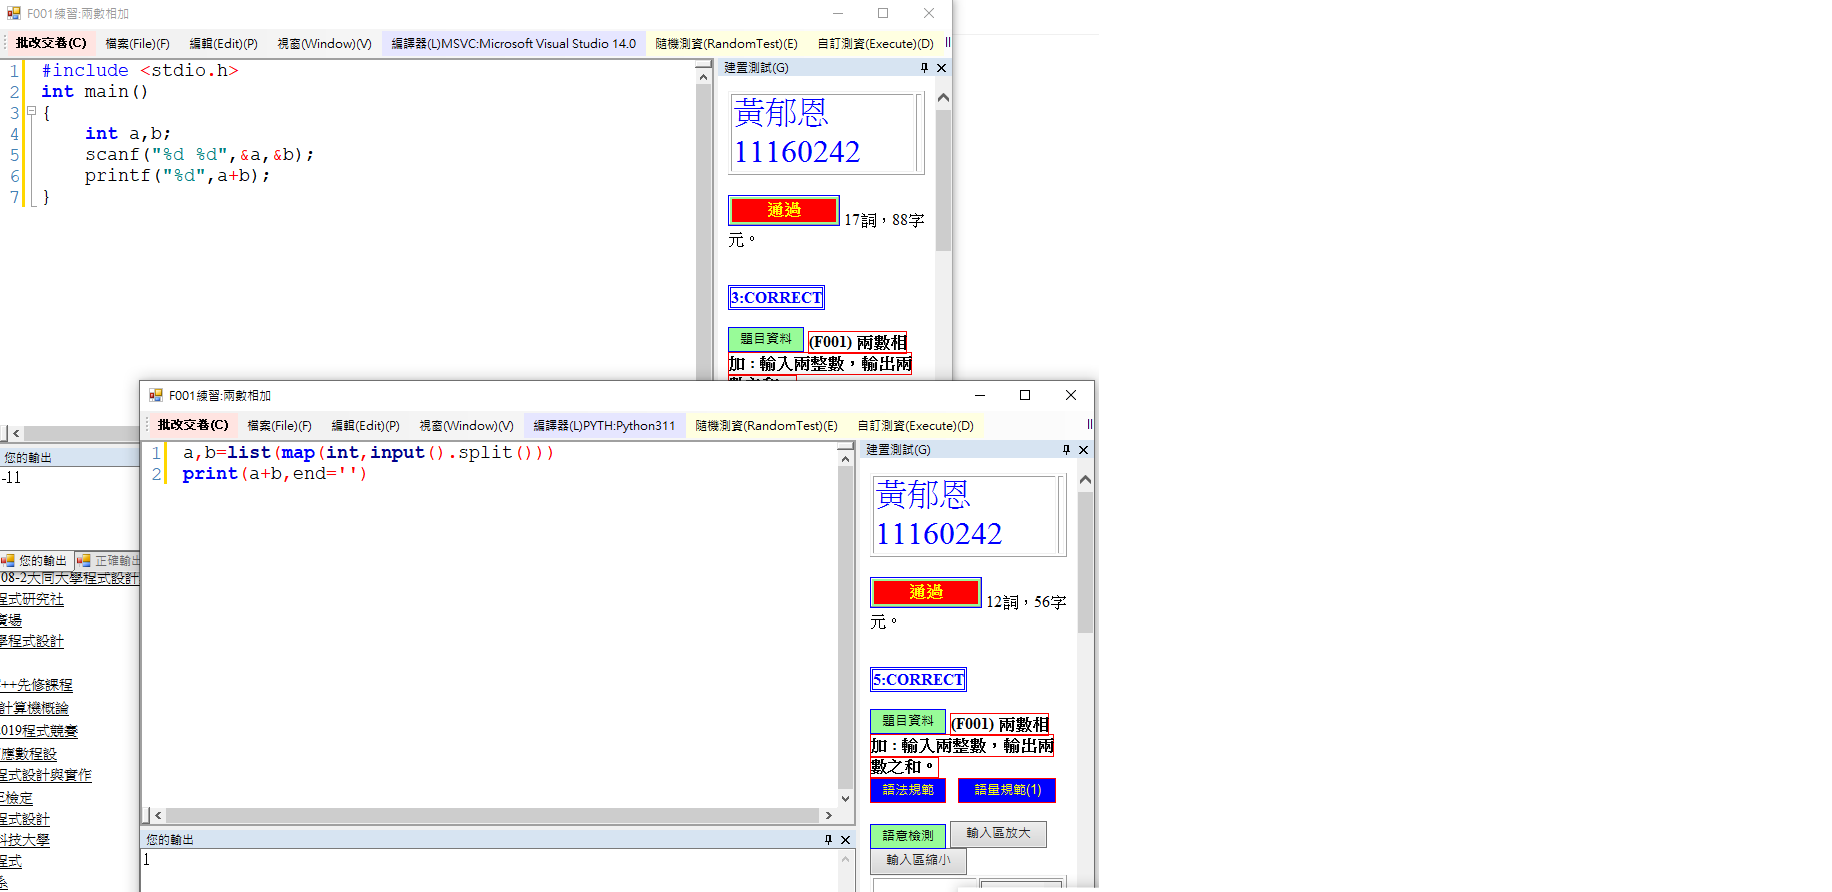 F001練習:兩數相加
批改交卷(C) 檔案(File)(F) 編輯(Edit)(P) 視窗(Window)(V) 編譯器(L)MSVC:Microsoft Visual Studio 14.0 隨機測資(RandomTest)(E) 自訂測資(Execute)(D)
1 #include <stdio.h>
2 int main()
3 {
4 int a,b;
5 scanf("%d %d",&a,&b);
6 printf("%d",a+b);
7 }
建置測試(G)
黃郁恩
11160242
通過 17詞，88字
元。
3:CORRECT
題目資料 (F001) 兩數相
加 : 輸入兩整數，輸出兩
您的輸出
-11
您的輸出 正確輸出
08-2大同大學程式設計
程式研究社
廣場
學程式設計
++先修課程
計算機概論
019程式競賽
應數程設
程式設計與實作
檢定
程式設計
科技大學
程式
系
F001練習:兩數相加
批改交卷(C) 檔案(File)(F) 編輯(Edit)(P) 視窗(Window)(V) 編譯器(L)PYTH:Python311 隨機測資(RandomTest)(E) 自訂測資(Execute)(D)
1 a,b=list(map(int,input().split()))
2 print(a+b,end='')
建置測試(G)
黃郁恩
11160242
通過 12詞，56字
元。
5:CORRECT
題目資料 (F001) 兩數相
加 : 輸入兩整數，輸出兩
數之和。
語法規範 語量規範(1)
語意檢測 輸入區放大
輸入區縮小
您的輸出
1